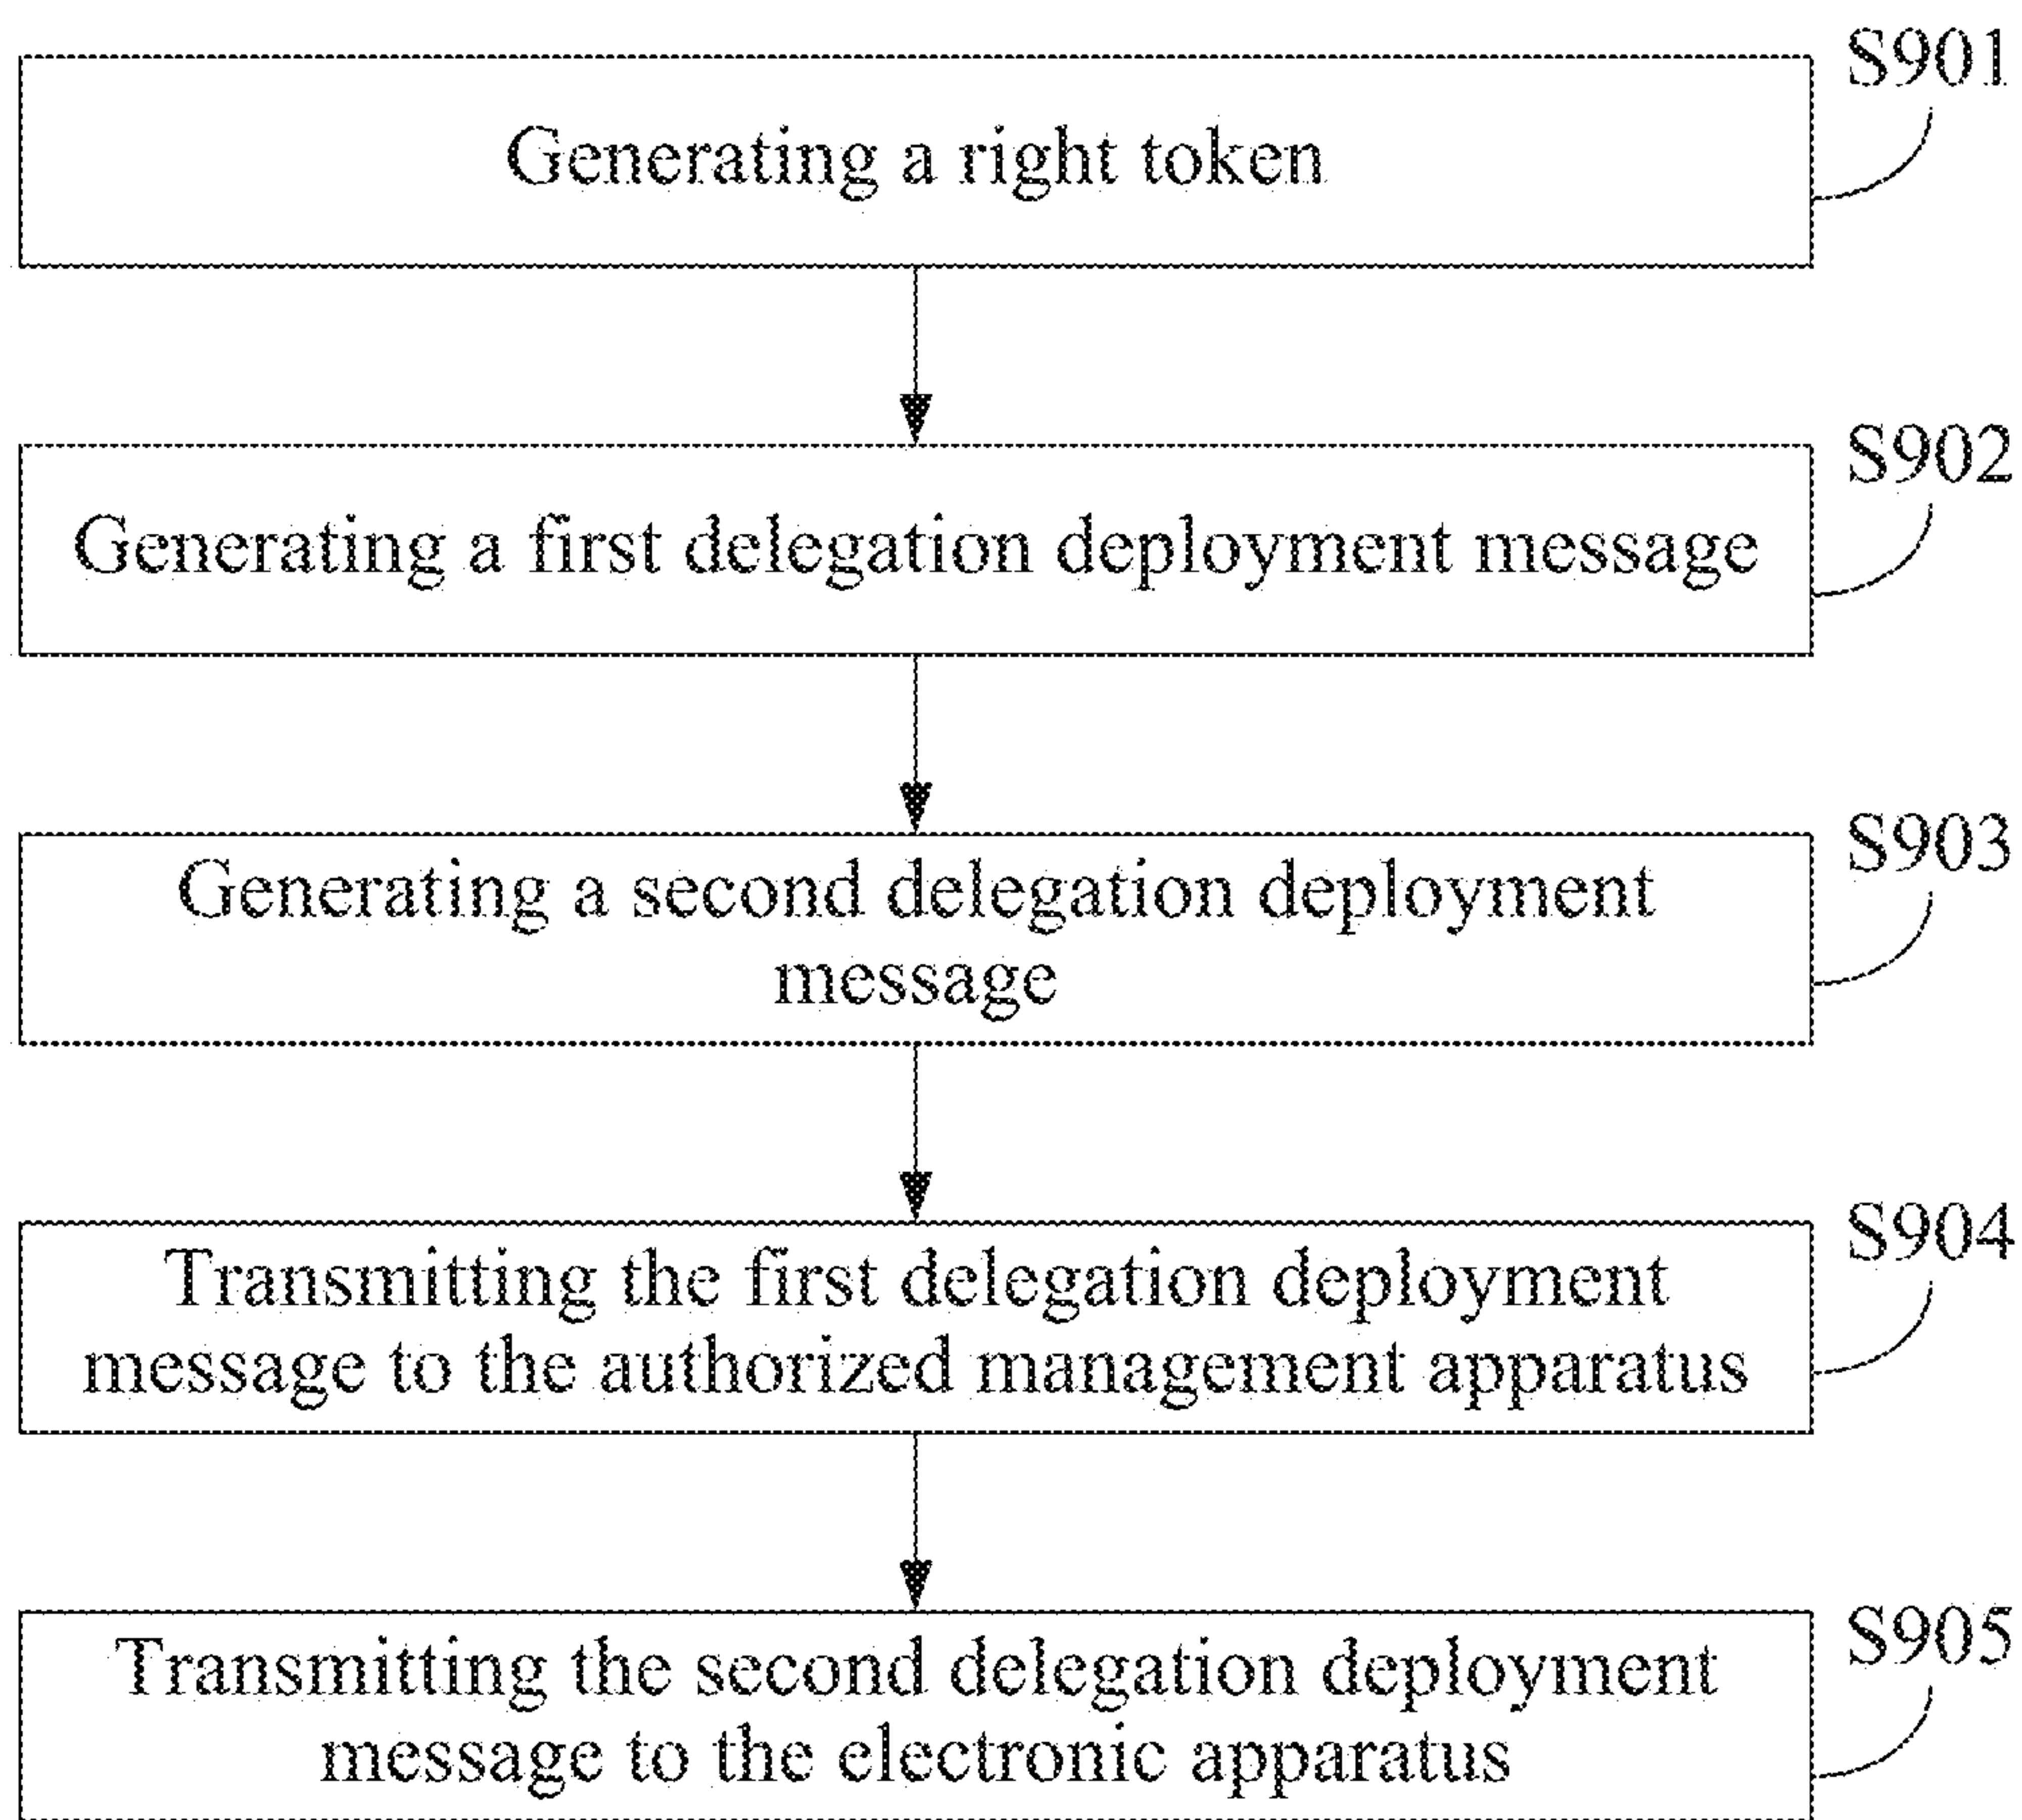 S901
Generating a right token
S902
Generating a first delegation deployment message
S903
Generating a second delegation deployment
message
S904
Transmitting the first delegation deployment
message to the authorized management apparatus
S905
Transmitting the second delegation deployment
message to the electronic apparatus